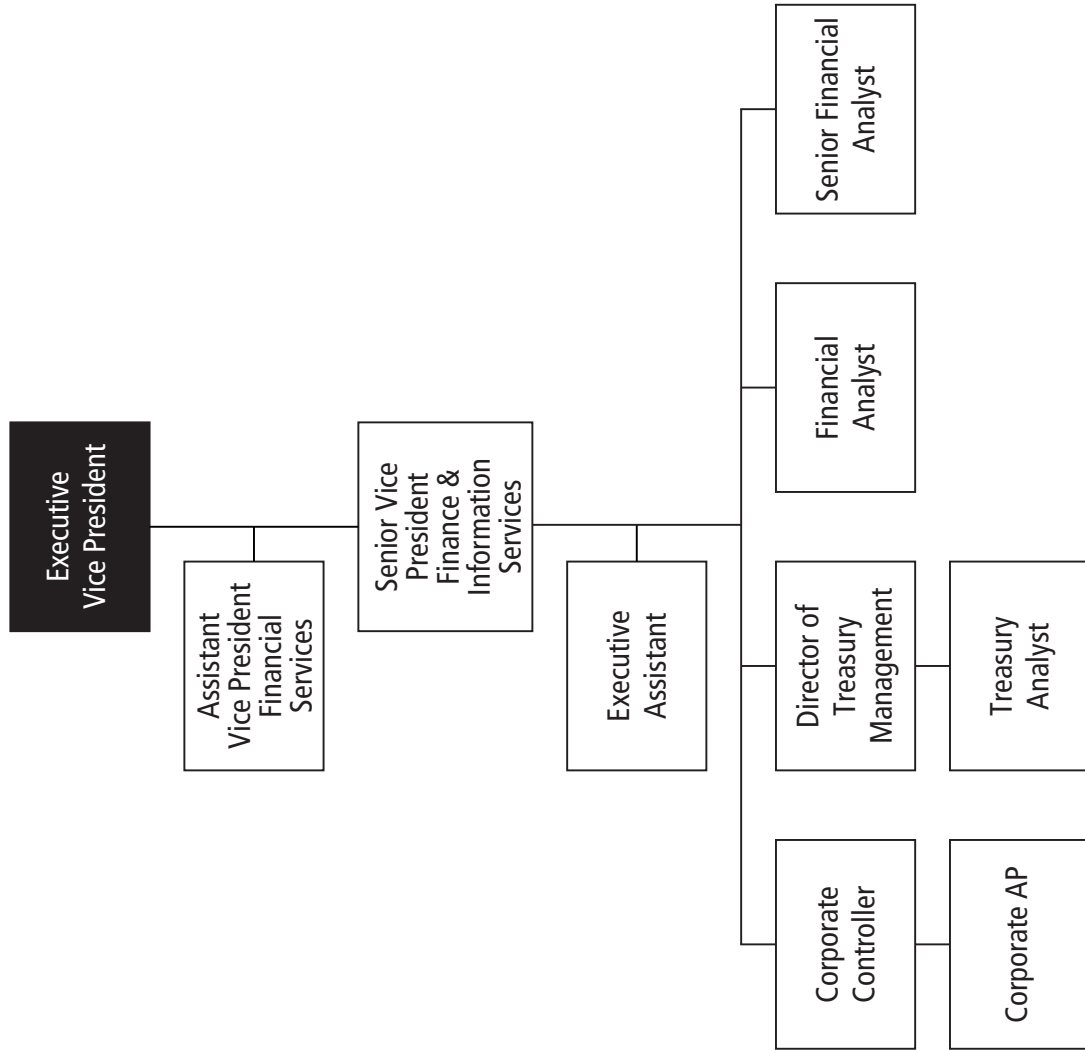 Executive
Vice President
Assistant
Vice President
Financial
Services
Senior Vice
President
Finance &
Information
Services
Executive
Assistant
Corporate
Controller
Director of
Treasury
Management
Financial
Analyst
Senior Financial
Analyst
Corporate AP
Treasury
Analyst